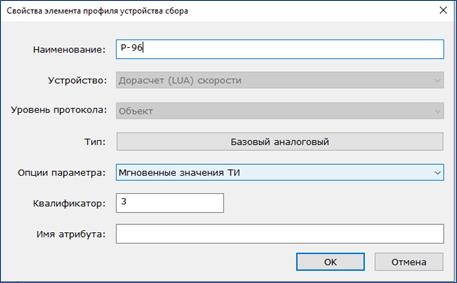 Свойства элемента профиля устройства сбора
Наименование: P-96
Устройство: Дорасчет (LUA) скорости
Уровень протокола: Объект
Тип: Базовый аналоговый
Опции параметра: Мгновенные значения ТИ
Квалификатор: 3
Имя атрибута:
OK Отмена